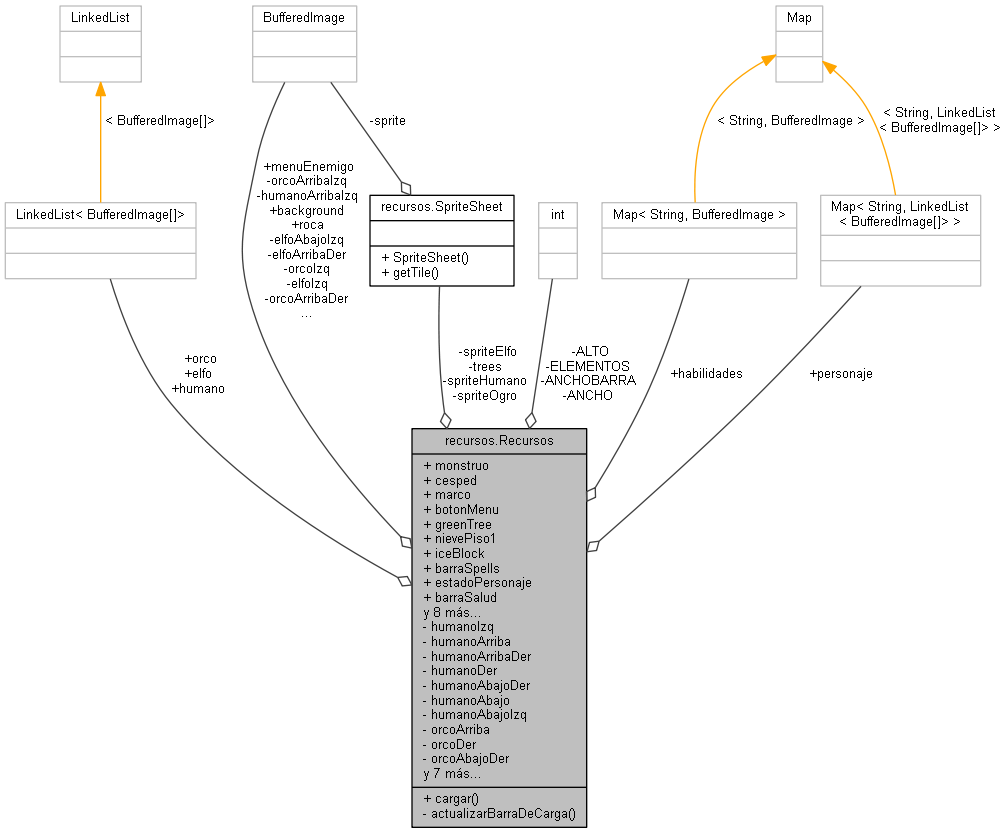 LinkedList
BufferedImage
Map
< BufferedImage[]>
-sprite
< String, BufferedImage >
< String, LinkedList
< BufferedImage[]> >
LinkedList< BufferedImage[]>
+menuEnemigo
-orcoArribaIzq
-humanoArribaIzq
+background
+roca
-elfoAbajoIzq
-elfoArribaDer
-orcoIzq
-elfoIzq
-orcoArribaDer
...
recursos.SpriteSheet
+ SpriteSheet()
+ getTile()
int
Map< String, BufferedImage >
Map< String, LinkedList
< BufferedImage[]> >
+orco
+elfo
+humano
-spriteElfo
-trees
-spriteHumano
-spriteOgro
-ALTO
-ELEMENTOS
-ANCHOBARRA
-ANCHO
+habilidades
+personaje
recursos.Recursos
+ monstruo
+ cesped
+ marco
+ botonMenu
+ greenTree
+ nievePiso1
+ iceBlock
+ barraSpells
+ estadoPersonaje
+ barraSalud
y 8 más...
- humanoIzq
- humanoArriba
- humanoArribaDer
- humanoDer
- humanoAbajoDer
- humanoAbajo
- humanoAbajoIzq
- orcoArriba
- orcoDer
- orcoAbajoDer
y 7 más...
+ cargar()
- actualizarBarraDeCarga()